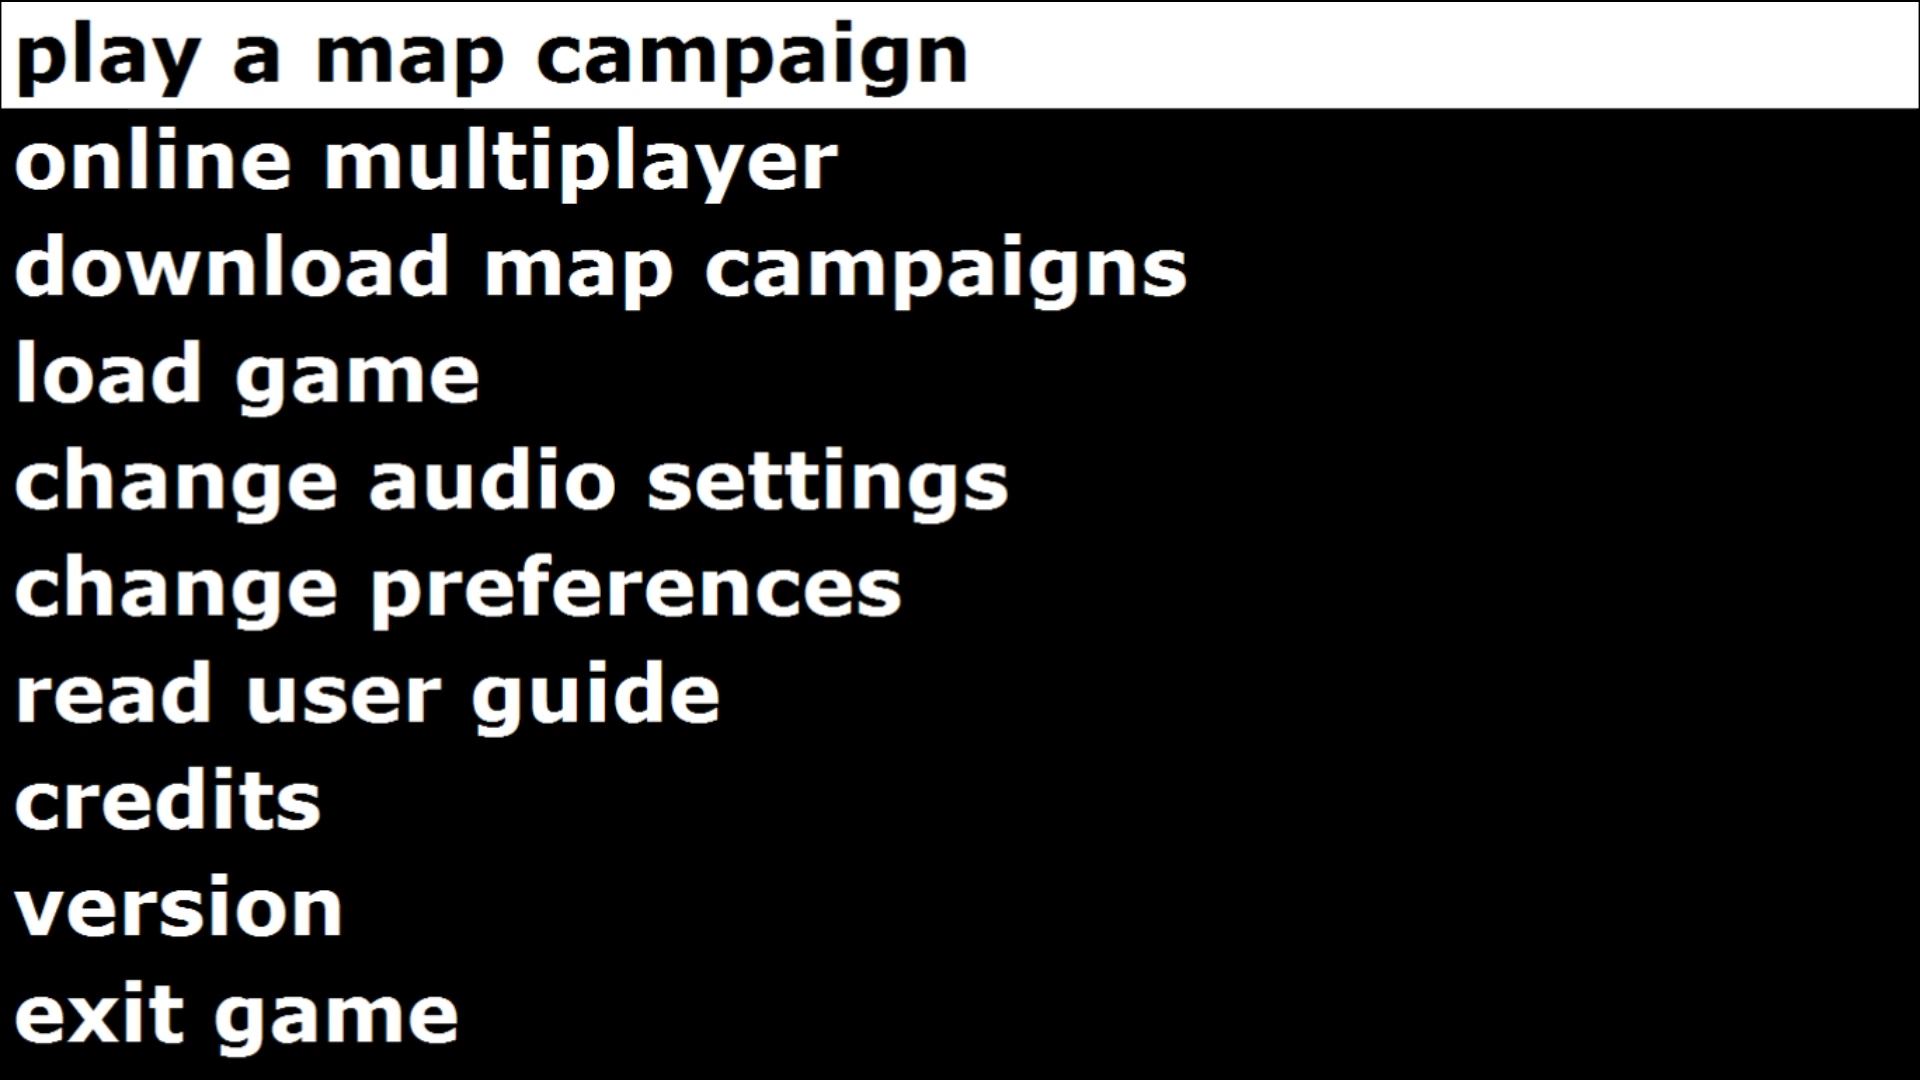 play a map campaign
online multiplayer
download map campaigns
load game
change audio settings
change preferences
read user guide
credits
version
exit game